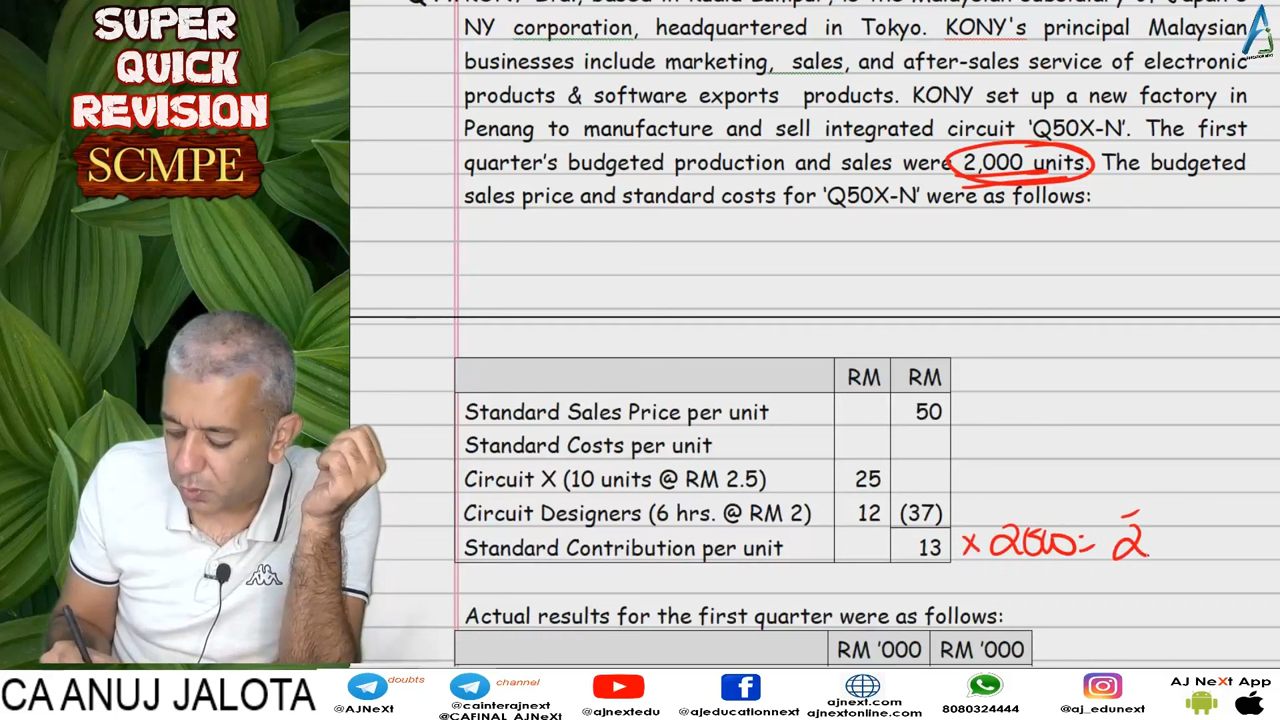 SUPER
QUICK
REVISION
SCMPE
NY corporation, headquartered in Tokyo. KONY's principal Malaysian
businesses include marketing, sales, and after-sales service of electronic
products & software exports products. KONY set up a new factory in
Penang to manufacture and sell integrated circuit ‘Q50X-N’. The first
quarter's budgeted production and sales were 2,000 units. The budgeted
sales price and standard costs for ‘Q50X-N’ were as follows:
RM RM
Standard Sales Price per unit 50
Standard Costs per unit
Circuit X (10 units @ RM 2.5) 25
Circuit Designers (6 hrs. @ RM 2) 12 (37)
Standard Contribution per unit 13 × 2000 = 2
Actual results for the first quarter were as follows:
RM '000 RM '000
CA ANUJ JALOTA
doubts
@AJNeXt
channel
@cainterajnext
@CAFINAL_AJNeXt
@ajnextedu
@ajeducationnext
ajnext.com
ajnextonline.com
8080324444
@aj_edunext
AJ NeXt App